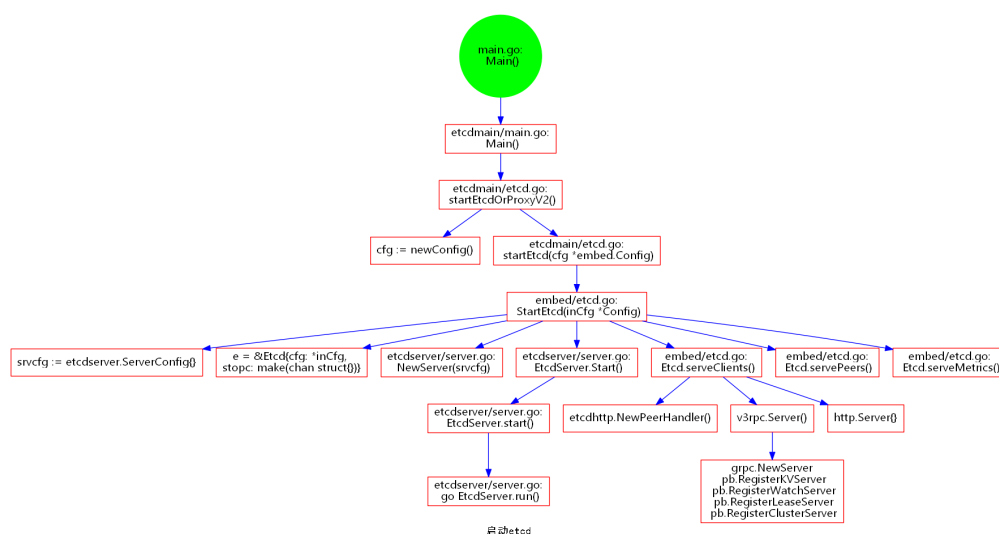 main.go:
Main()
etcdmain/main.go:
Main()
etcdmain/etcd.go:
startEtcdOrProxyV2()
cfg := newConfig()
etcdmain/etcd.go:
startEtcd(cfg *embed.Config)
embed/etcd.go:
StartEtcd(inCfg *Config)
srvcfg := etcdserver.ServerConfig{}
e = &Etcd{cfg: *inCfg,
stopc: make(chan struct{})}
etcdserver/server.go:
NewServer(srvcfg)
etcdserver/server.go:
EtcdServer.Start()
embed/etcd.go:
Etcd.serveClients()
embed/etcd.go:
Etcd.servePeers()
embed/etcd.go:
Etcd.serveMetrics()
etcdserver/server.go:
EtcdServer.start()
etcdhttp.NewPeerHandler()
v3rpc.Server()
http.Server{}
etcdserver/server.go:
go EtcdServer.run()
grpc.NewServer
pb.RegisterKVServer
pb.RegisterWatchServer
pb.RegisterLeaseServer
pb.RegisterClusterServer
启动etcd